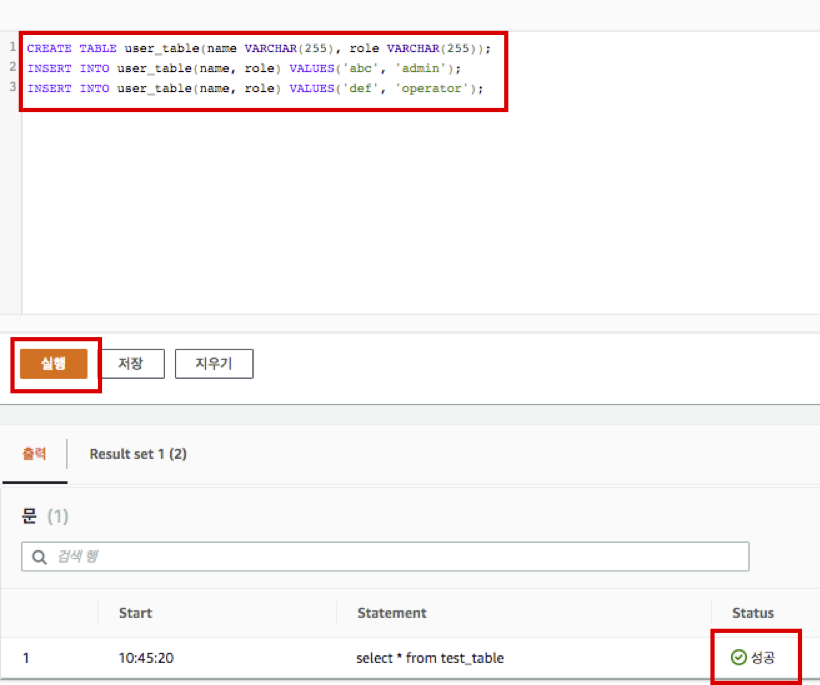 1 CREATE TABLE user_table(name VARCHAR(255), role VARCHAR(255));
2 INSERT INTO user_table(name, role) VALUES('abc', 'admin');
3 INSERT INTO user_table(name, role) VALUES('def', 'operator');
실행 저장 지우기
출력 Result set 1 (2)
문 (1)
검색 행
Start Statement Status
1 10:45:20 select * from test_table 성공